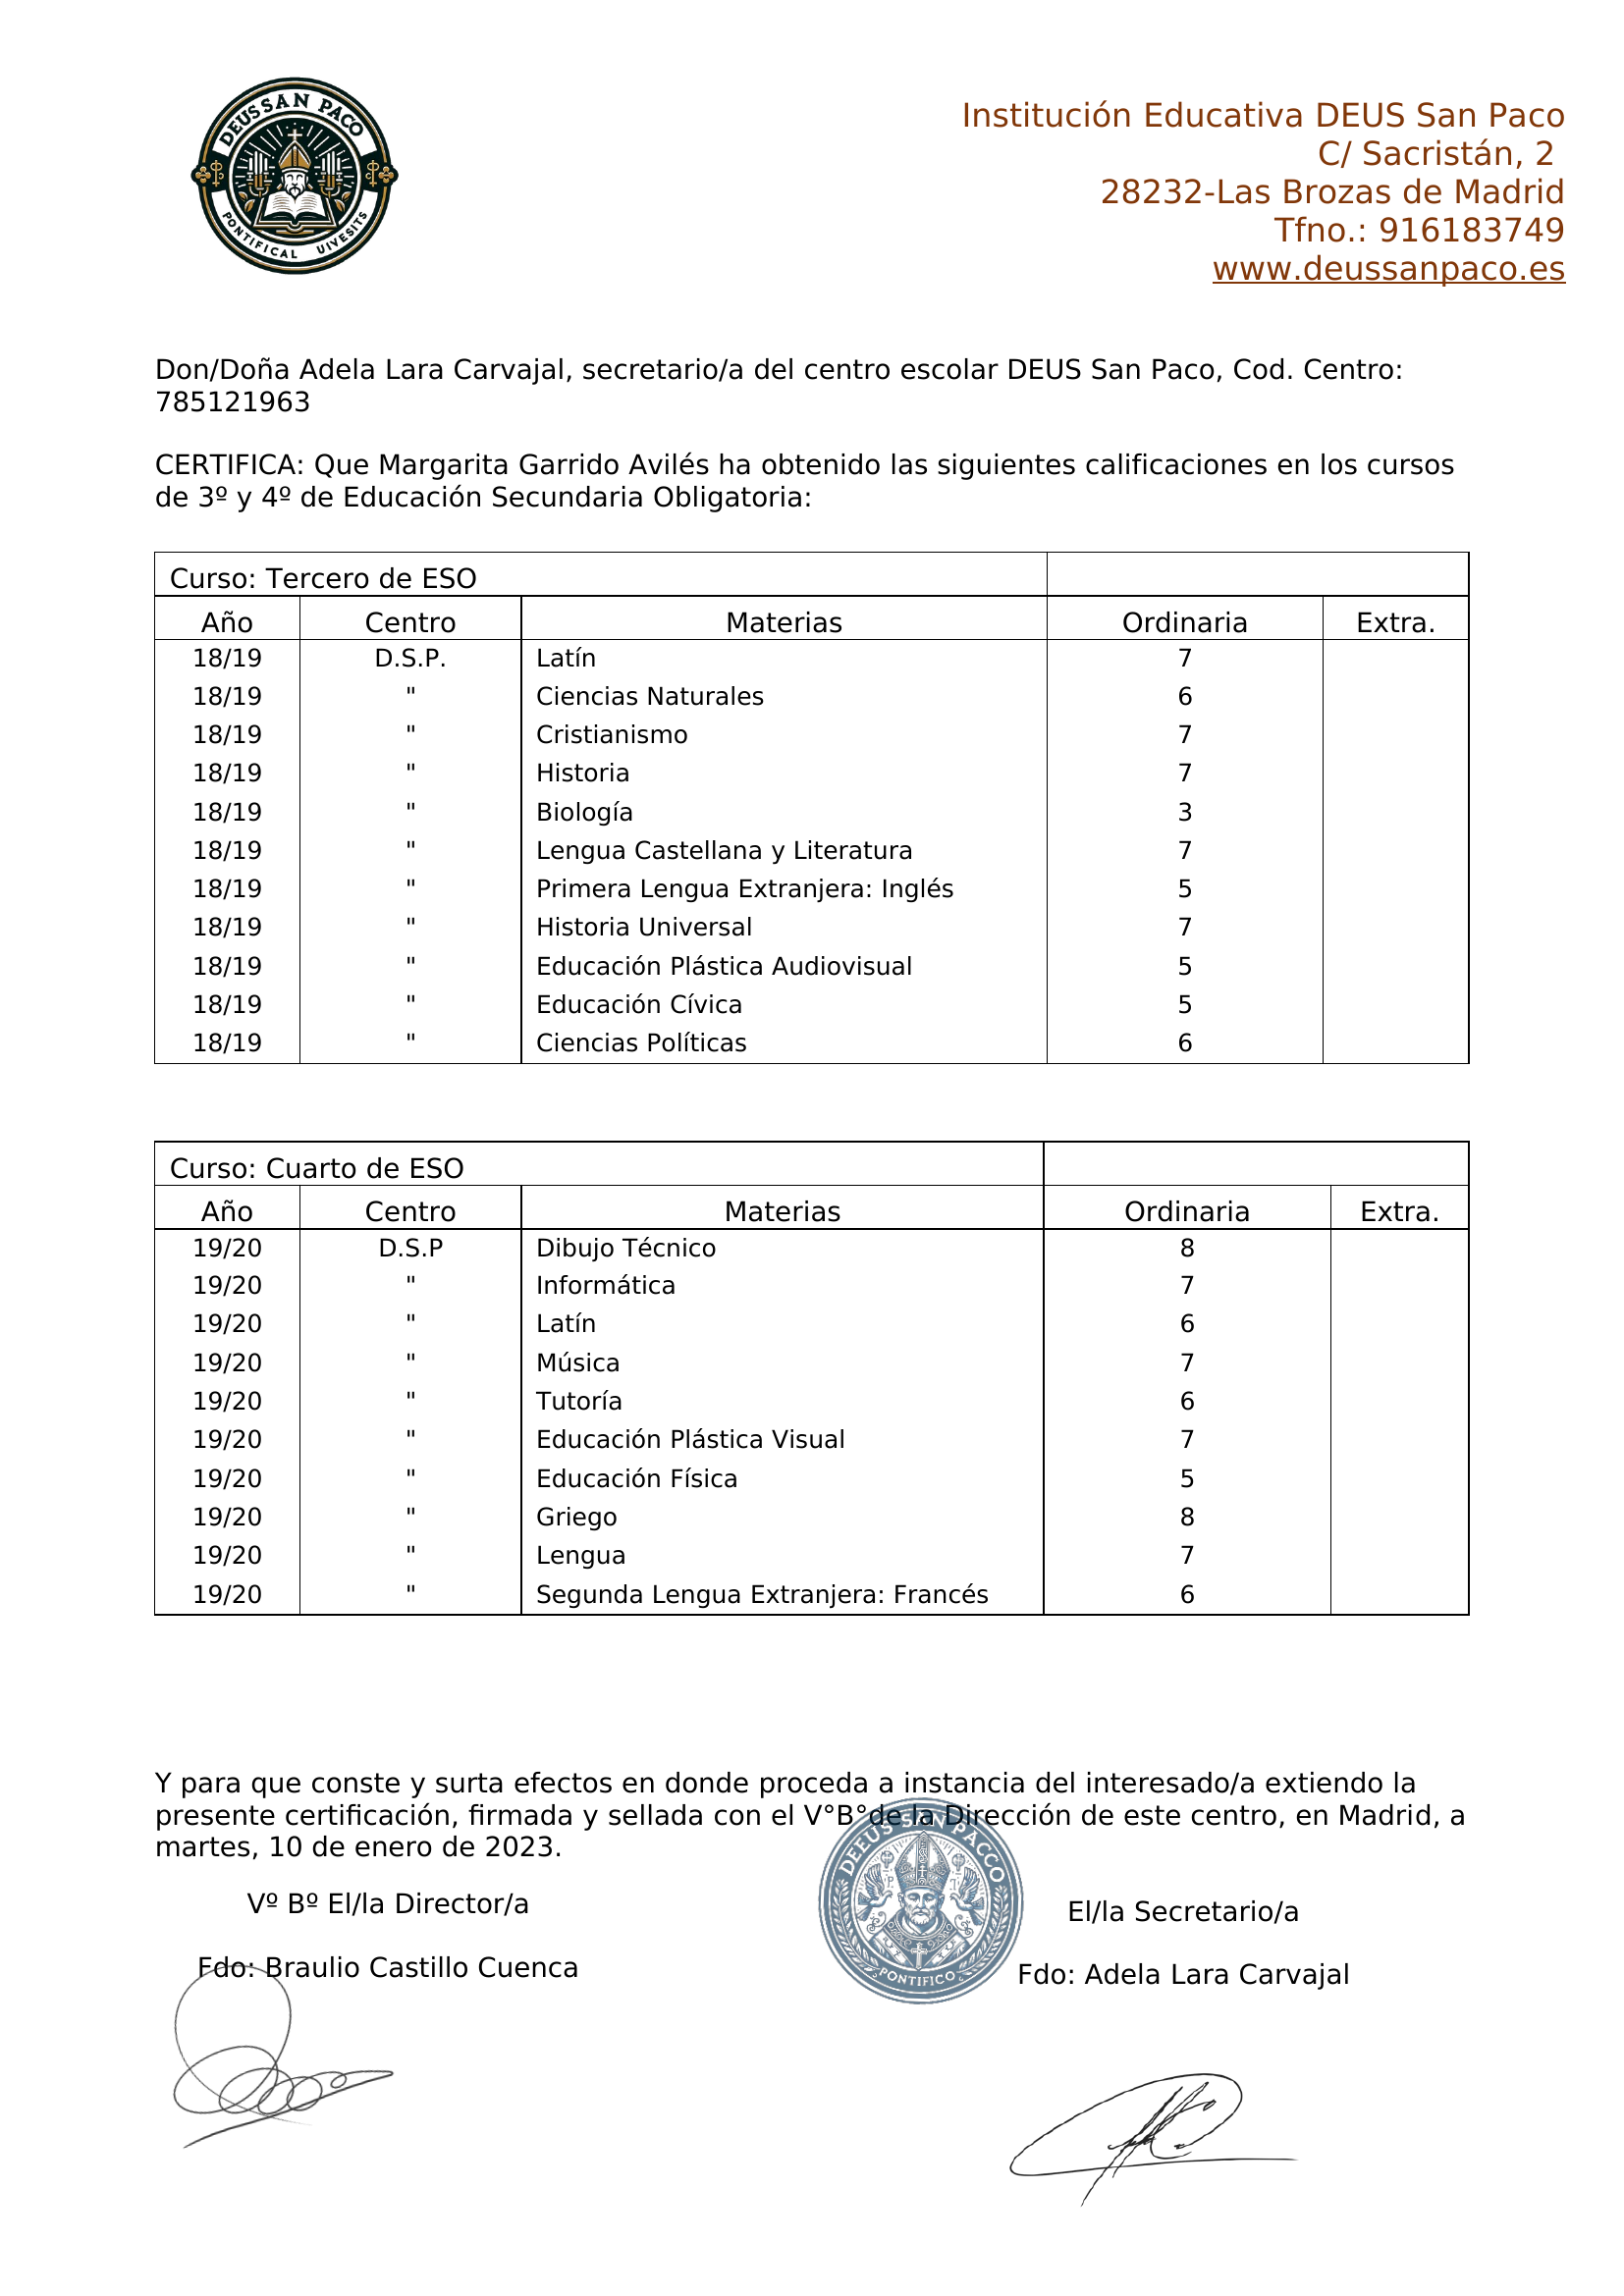 DEUSSAN PACO
PONTIFICAL UIVESITS
Institución Educativa DEUS San Paco
C/ Sacristán, 2
28232-Las Brozas de Madrid
Tfno.: 916183749
www.deussanpaco.es
Don/Doña Adela Lara Carvajal, secretario/a del centro escolar DEUS San Paco, Cod. Centro:
785121963
CERTIFICA: Que Margarita Garrido Avilés ha obtenido las siguientes calificaciones en los cursos
de 3º y 4º de Educación Secundaria Obligatoria:
Curso: Tercero de ESO
Año Centro Materias Ordinaria Extra.
18/19 D.S.P. Latín 7
18/19 " Ciencias Naturales 6
18/19 " Cristianismo 7
18/19 " Historia 7
18/19 " Biología 3
18/19 " Lengua Castellana y Literatura 7
18/19 " Primera Lengua Extranjera: Inglés 5
18/19 " Historia Universal 7
18/19 " Educación Plástica Audiovisual 5
18/19 " Educación Cívica 5
18/19 " Ciencias Políticas 6
Curso: Cuarto de ESO
Año Centro Materias Ordinaria Extra.
19/20 D.S.P Dibujo Técnico 8
19/20 " Informática 7
19/20 " Latín 6
19/20 " Música 7
19/20 " Tutoría 6
19/20 " Educación Plástica Visual 7
19/20 " Educación Física 5
19/20 " Griego 8
19/20 " Lengua 7
19/20 " Segunda Lengua Extranjera: Francés 6
Y para que conste y surta efectos en donde proceda a instancia del interesado/a extiendo la
presente certificación, firmada y sellada con el V°B°de la Dirección de este centro, en Madrid, a
martes, 10 de enero de 2023.
DEEUS SAN PACCO
PONTIFICO
Vº Bº El/la Director/a
El/la Secretario/a
Fdo: Braulio Castillo Cuenca
Fdo: Adela Lara Carvajal